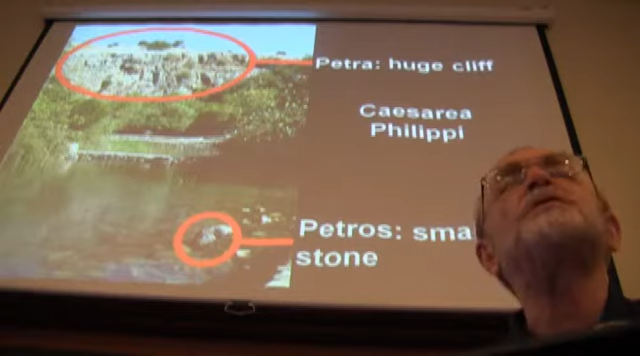 Petra: huge cliff
Caesarea
Philippi
Petros: sma
stone